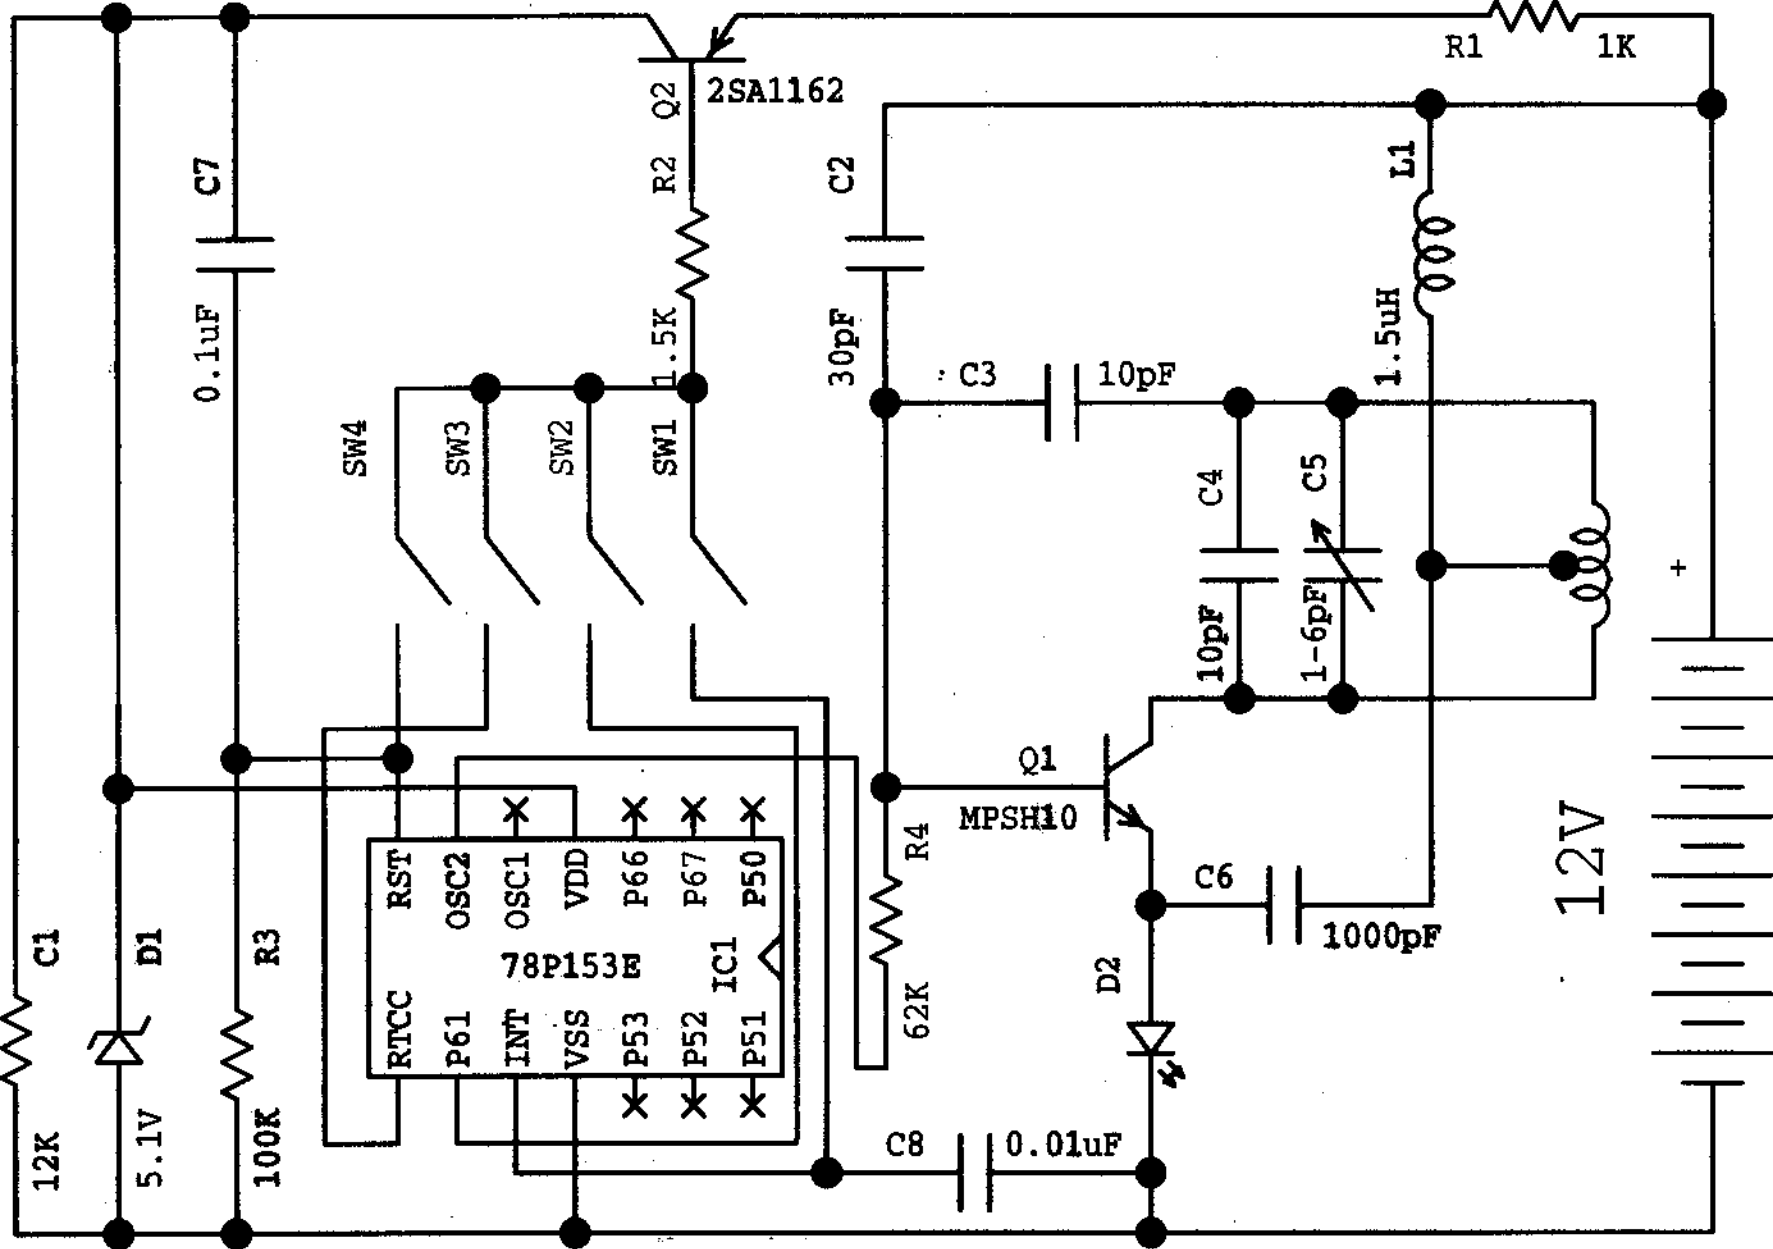 R1
1K
2SA1162
Q2
R2
1.5K
C7
0.1uF
C2
30pF
L1
1.5uH
C3
10pF
SW4
SW3
SW2
SW1
C4
10pF
C5
1-6pF
+
12V
Q1
MPSH10
R4
62K
C6
1000pF
D2
C8
0.01uF
C1
12K
D1
5.1V
R3
100K
RST
OSC2
OSC1
VDD
P66
P67
P50
78P153E
IC1
RTCC
P61
INT
VSS
P53
P52
P51